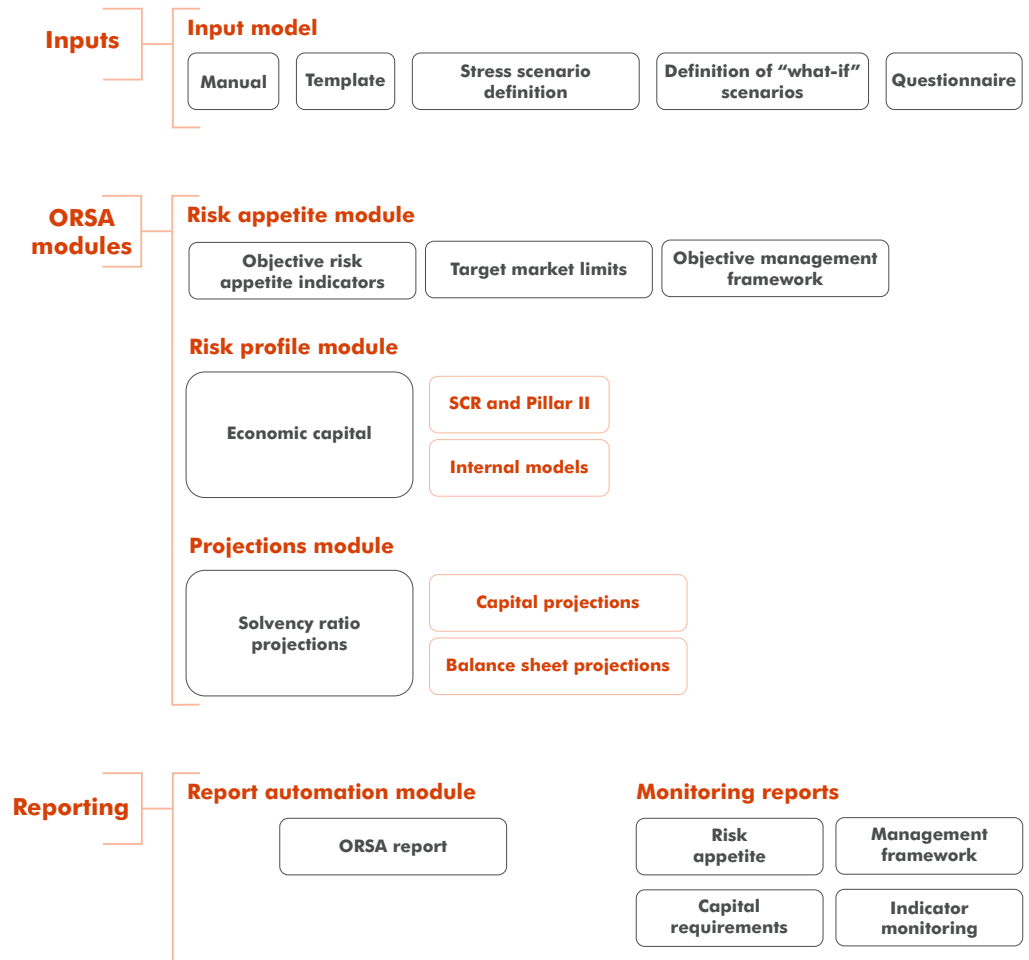 Inputs
Input model
Manual
Template
Stress scenario
definition
Definition of “what-if”
scenarios
Questionnaire
ORSA
modules
Risk appetite module
Objective risk
appetite indicators
Target market limits
Objective management
framework
Risk profile module
Economic capital
SCR and Pillar II
Internal models
Projections module
Solvency ratio
projections
Capital projections
Balance sheet projections
Reporting
Report automation module
ORSA report
Monitoring reports
Risk
appetite
Management
framework
Capital
requirements
Indicator
monitoring